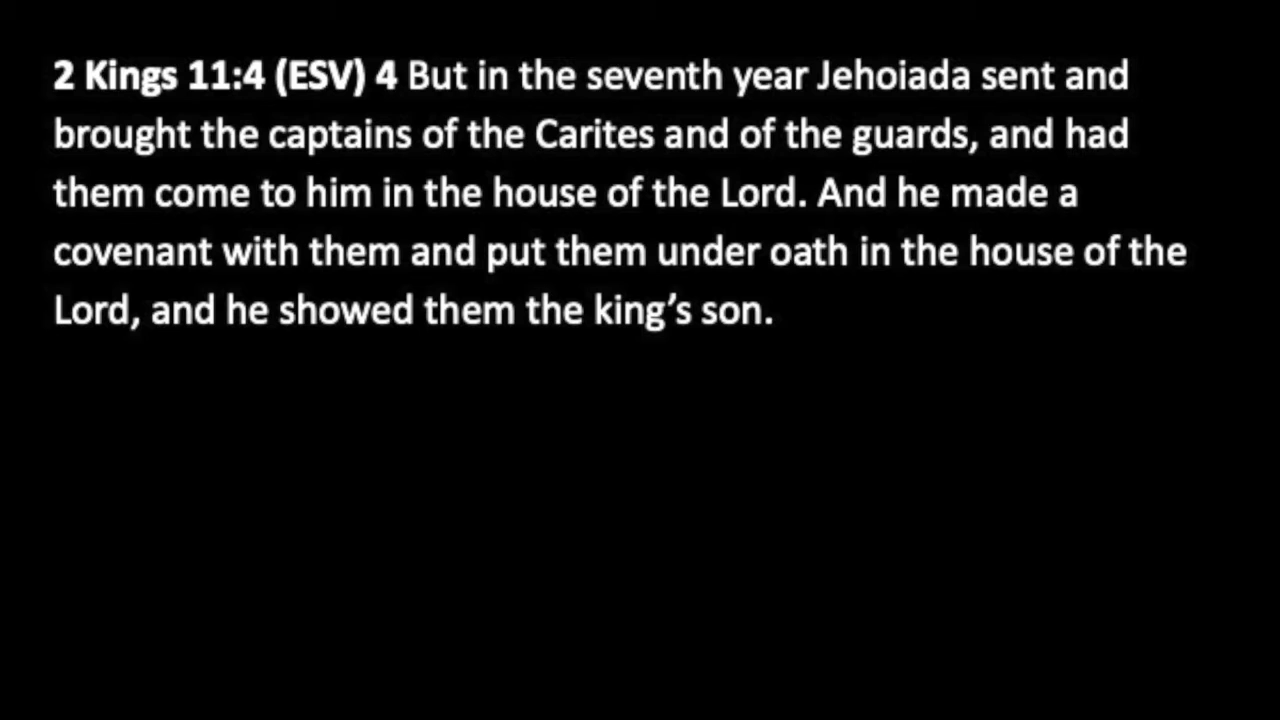 2 Kings 11:4 (ESV) 4 But in the seventh year Jehoiada sent and
brought the captains of the Carites and of the guards, and had
them come to him in the house of the Lord. And he made a
covenant with them and put them under oath in the house of the
Lord, and he showed them the king’s son.